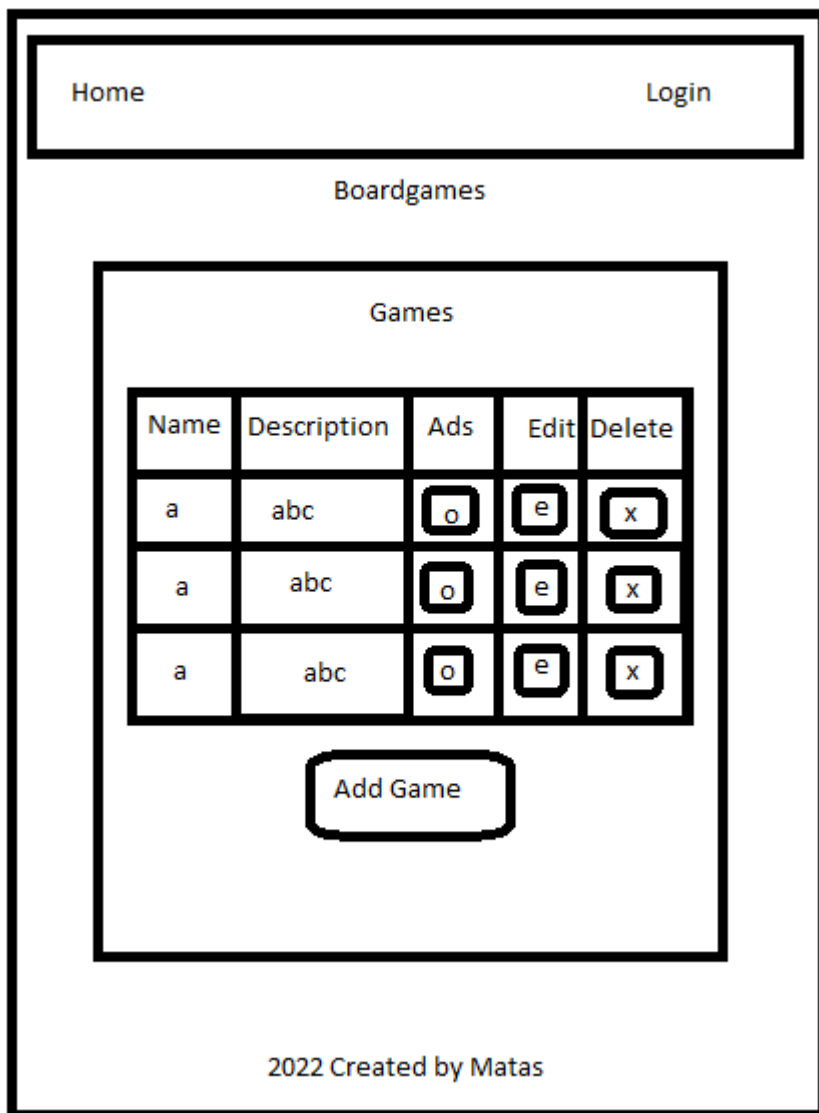 Home Login
Boardgames
Games
Name Description Ads Edit Delete
a abc o e x
a abc o e x
a abc o e x
Add Game
2022 Created by Matas